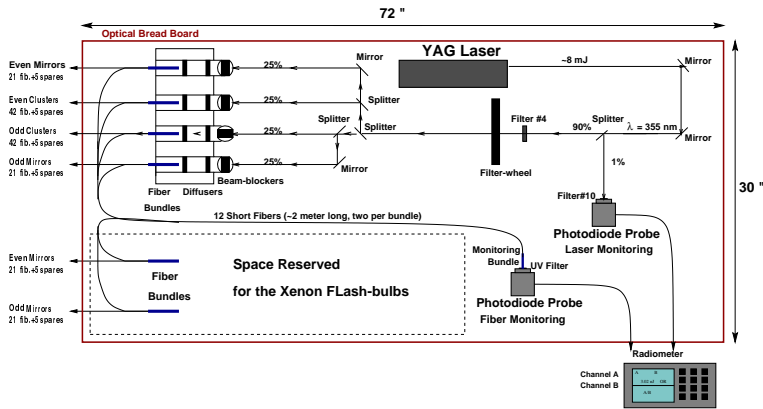 72 "
Optical Bread Board
YAG Laser
~8 mJ
Mirror
Mirror
Even Mirrors
21 fib.+5 spares
25%
Even Clusters
42 fib.+5 spares
25%
Splitter
Odd Clusters
42 fib.+5 spares
25%
Splitter
Splitter
Filter #4
90%
Splitter
λ = 355 nm
Mirror
Odd Mirrors
21 fib.+5 spares
25%
Mirror
Filter-wheel
1%
Fiber
Bundles
Diffusers
Beam-blockers
30 "
Filter#10
12 Short Fibers (~2 meter long, two per bundle)
Photodiode Probe
Laser Monitoring
Even Mirrors
21 fib.+5 spares
Fiber
Bundles
Space Reserved
for the Xenon FLash-bulbs
Monitoring
Bundle
UV Filter
Photodiode Probe
Fiber Monitoring
Odd Mirrors
21 fib.+5 spares
Radiometer
Channel A
Channel B
A B
A/B